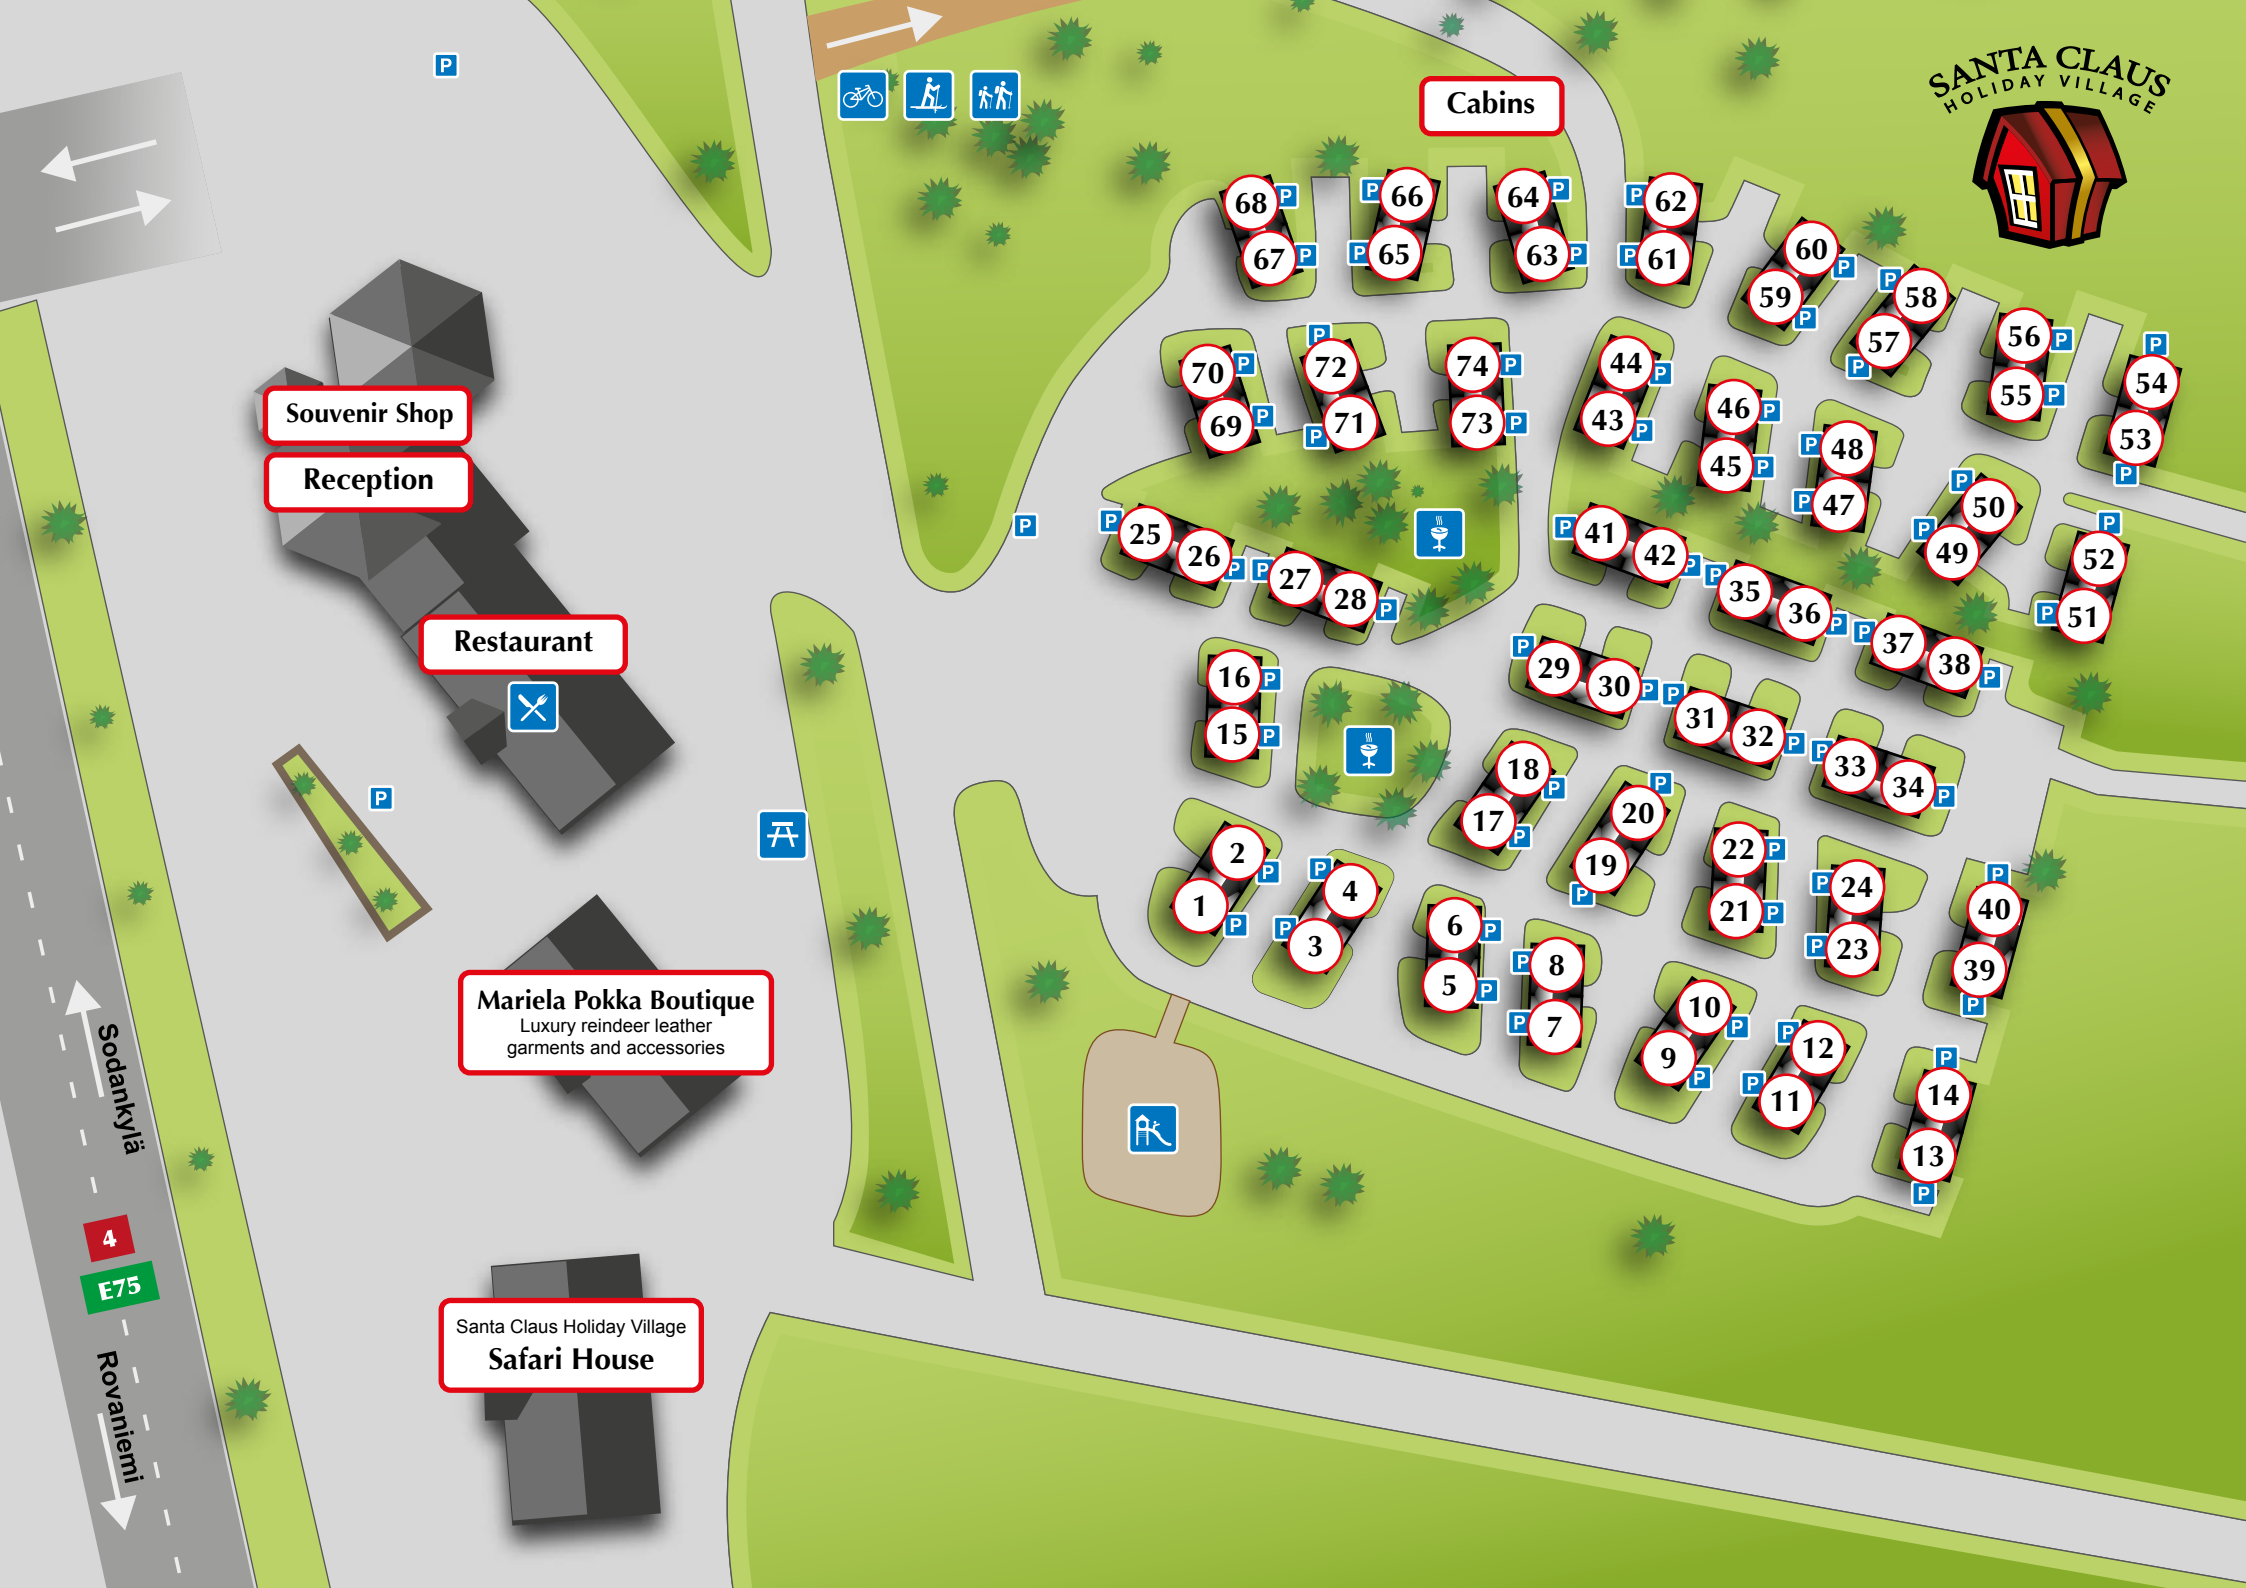 SANTA CLAUS
HOLIDAY VILLAGE
P
Cabins
68 P
67 P
P 66
P 65
64 P
63 P
P 62
P 61
60 P
59 P
P 58
57 P
56 P
55 P
P 54
53 P
70 P
69 P
P 72
P 71
74 P
73 P
44 P
43 P
46 P
45 P
P 48
P 47
P 50
P 49
P 52
P 51
Souvenir Shop
Reception
Restaurant
P
P
P 25
26 P
P 27
28 P
P 41
42 P
P 35
36 P
P 37
38 P
P 29
30 P
P 31
32 P
P 33
34 P
16 P
15 P
18 P
17 P
P 20
19 P
22 P
21 P
P 24
P 23
P 40
39 P
2 P
1 P
P 4
P 3
6 P
5 P
P 8
P 7
10 P
9 P
P 12
P 11
P 14
13 P
Mariela Pokka Boutique
Luxury reindeer leather
garments and accessories
Sodankylä
4
E75
Rovaniemi
Santa Claus Holiday Village
Safari House